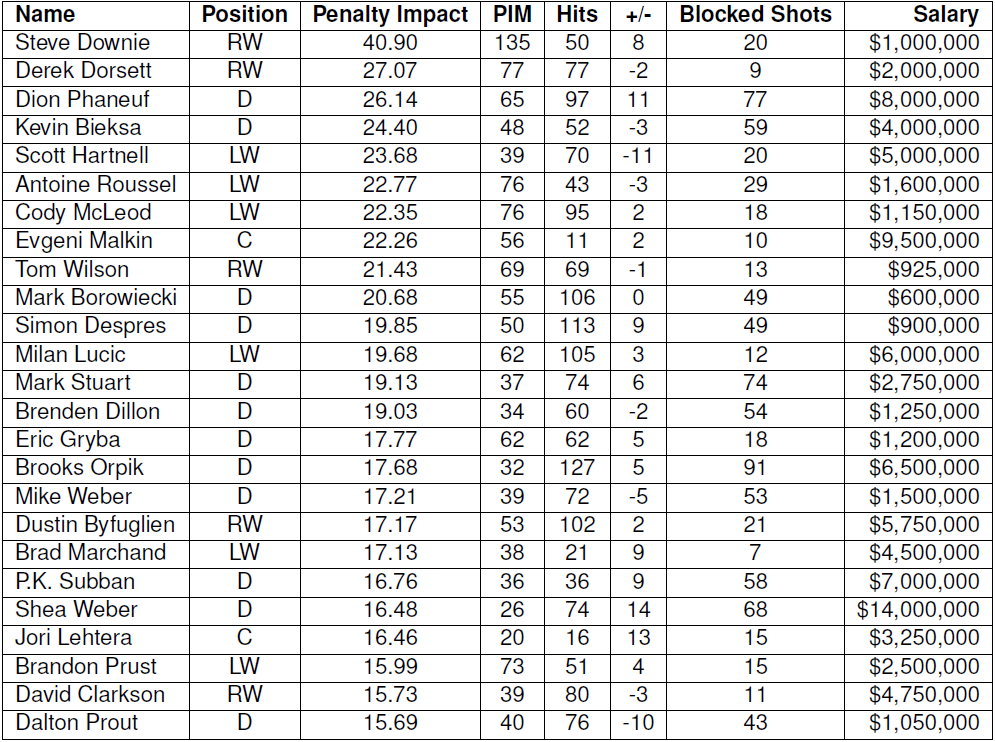 Name Position Penalty Impact PIM Hits +/- Blocked Shots Salary
Steve Downie RW 40.90 135 50 8 20 $1,000,000
Derek Dorsett RW 27.07 77 77 -2 9 $2,000,000
Dion Phaneuf D 26.14 65 97 11 77 $8,000,000
Kevin Bieksa D 24.40 48 52 -3 59 $4,000,000
Scott Hartnell LW 23.68 39 70 -11 20 $5,000,000
Antoine Roussel LW 22.77 76 43 -3 29 $1,600,000
Cody McLeod LW 22.35 76 95 2 18 $1,150,000
Evgeni Malkin C 22.26 56 11 2 10 $9,500,000
Tom Wilson RW 21.43 69 69 -1 13 $925,000
Mark Borowiecki D 20.68 55 106 0 49 $600,000
Simon Despres D 19.85 50 113 9 49 $900,000
Milan Lucic LW 19.68 62 105 3 12 $6,000,000
Mark Stuart D 19.13 37 74 6 74 $2,750,000
Brenden Dillon D 19.03 34 60 -2 54 $1,250,000
Eric Gryba D 17.77 62 62 5 18 $1,200,000
Brooks Orpik D 17.68 32 127 5 91 $6,500,000
Mike Weber D 17.21 39 72 -5 53 $1,500,000
Dustin Byfuglien RW 17.17 53 102 2 21 $5,750,000
Brad Marchand LW 17.13 38 21 9 7 $4,500,000
P.K. Subban D 16.76 36 36 9 58 $7,000,000
Shea Weber D 16.48 26 74 14 68 $14,000,000
Jori Lehtera C 16.46 20 16 13 15 $3,250,000
Brandon Prust LW 15.99 73 51 4 15 $2,500,000
David Clarkson RW 15.73 39 80 -3 11 $4,750,000
Dalton Prout D 15.69 40 76 -10 43 $1,050,000